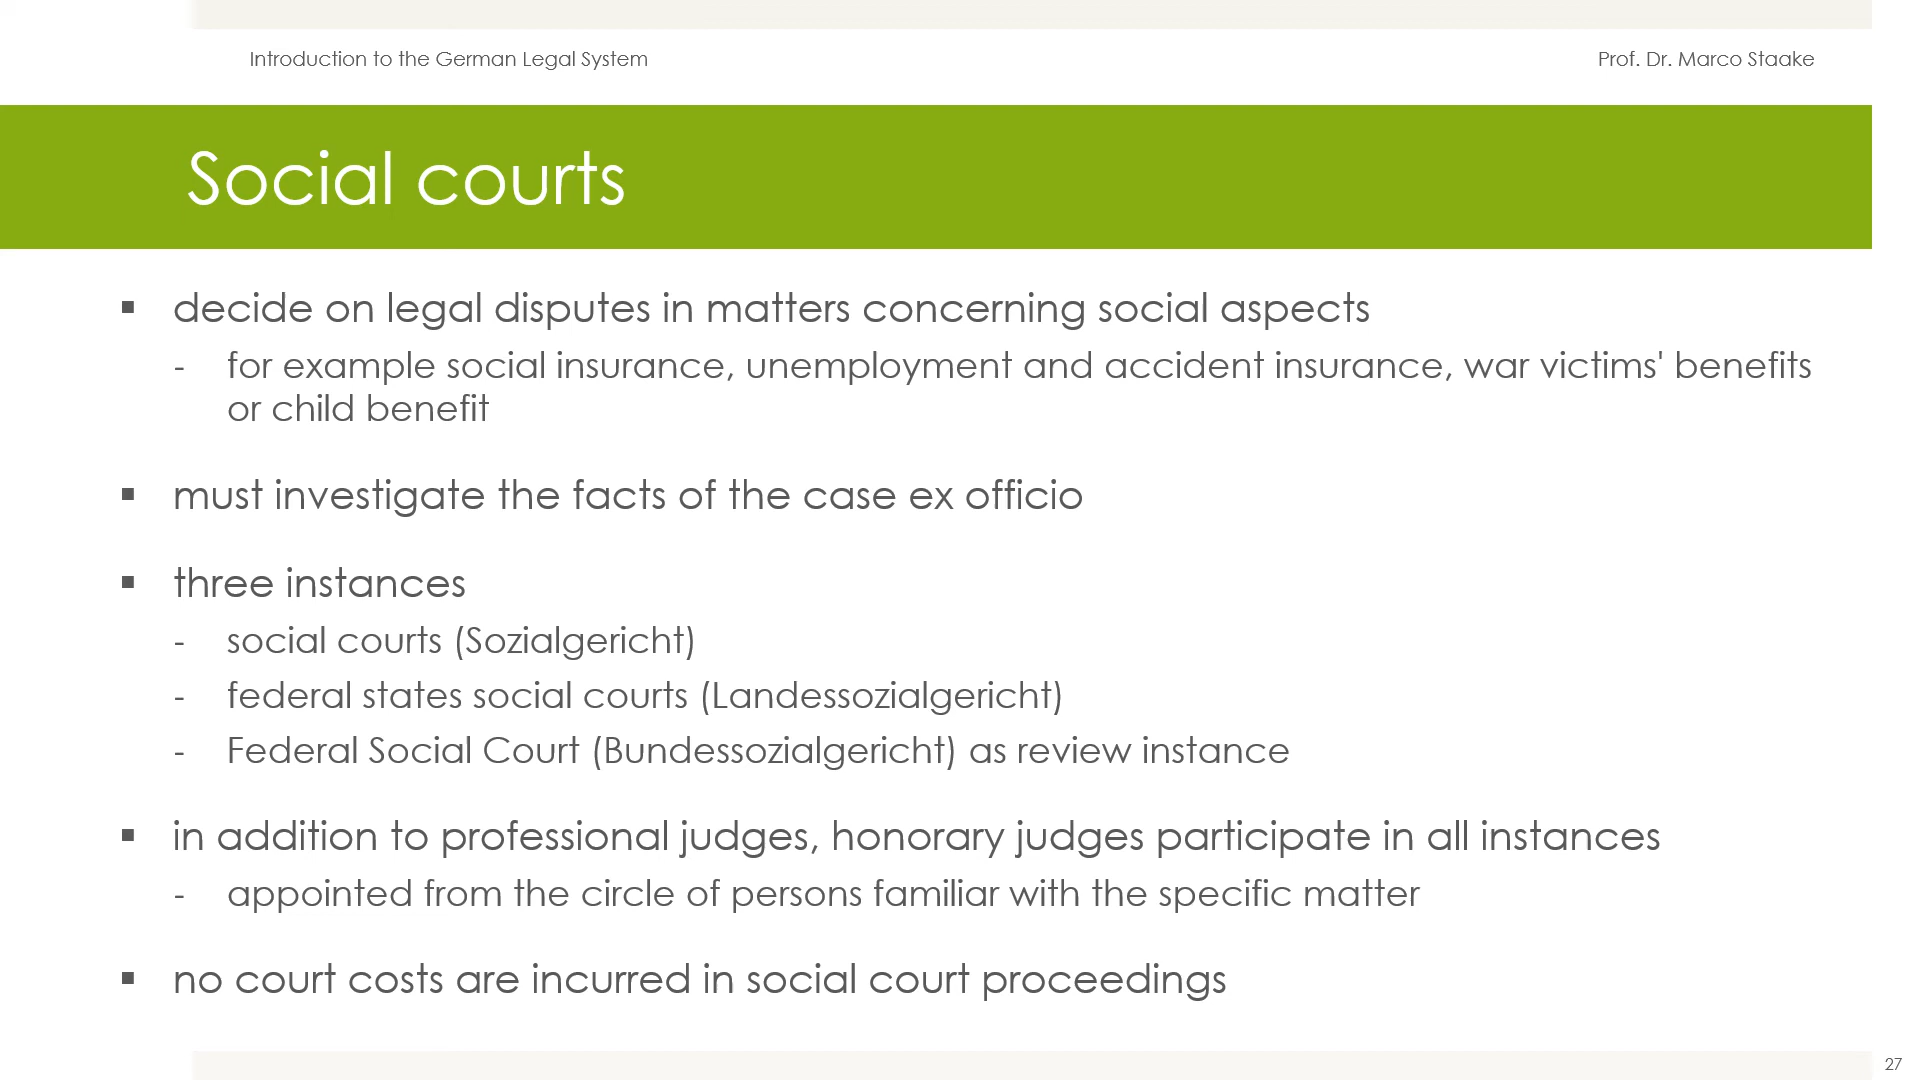 Introduction to the German Legal System
Prof. Dr. Marco Staake
Social courts
▪ decide on legal disputes in matters concerning social aspects
- for example social insurance, unemployment and accident insurance, war victims' benefits
or child benefit
▪ must investigate the facts of the case ex officio
▪ three instances
- social courts (Sozialgericht)
- federal states social courts (Landessozialgericht)
- Federal Social Court (Bundessozialgericht) as review instance
▪ in addition to professional judges, honorary judges participate in all instances
- appointed from the circle of persons familiar with the specific matter
▪ no court costs are incurred in social court proceedings
27